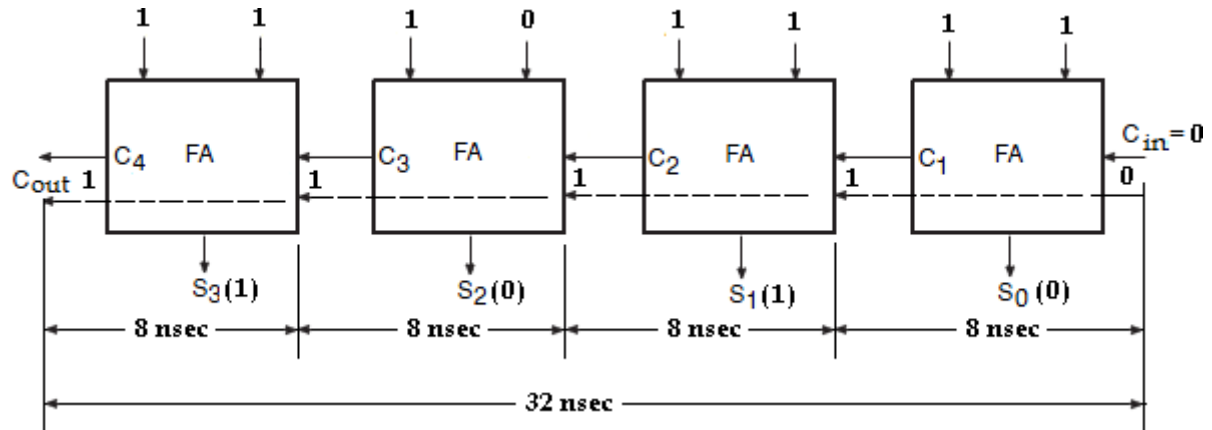 1 1 1 0 1 1 1 1
C4 FA C3 FA C2 FA C1 FA Cin = 0
Cout 1 1 1 1 0
S3(1) S2(0) S1(1) S0(0)
8 nsec 8 nsec 8 nsec 8 nsec
32 nsec